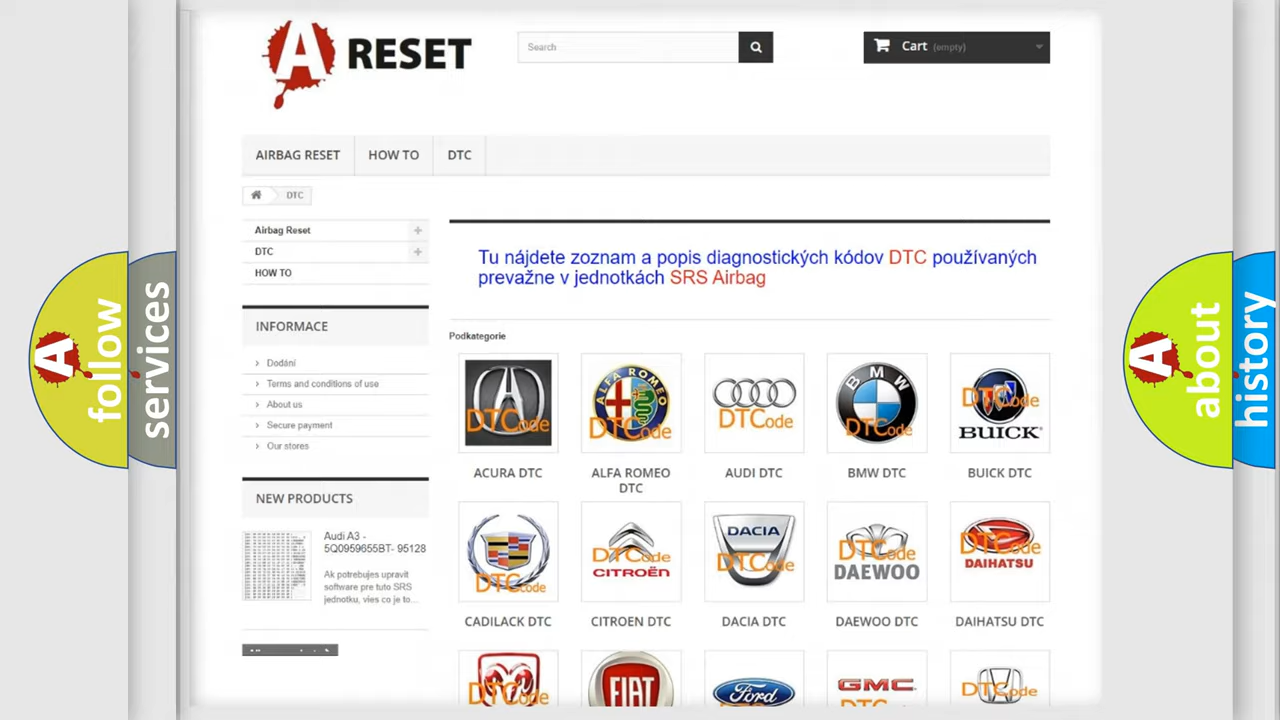 A RESET
Search
Cart (empty)
AIRBAG RESET
HOW TO
DTC
DTC
Airbag Reset
DTC
HOW TO
INFORMACE
Dodání
Terms and conditions of use
About us
Secure payment
Our stores
NEW PRODUCTS
Audi A3 -
5Q0959655BT- 95128
Ak potrebujes upravit
software pre tuto SRS
jednotku, vies co je to...
Tu nájdete zoznam a popis diagnostických kódov DTC používaných
prevažne v jednotkách SRS Airbag
Podkategorie
DTCode
ALFA ROMEO
DTCode
DTCode
BMW
DTCode
DTCode
BUICK
ACURA DTC
ALFA ROMEO
DTC
AUDI DTC
BMW DTC
BUICK DTC
DTCode
DTCode
CITROËN
DACIA
DTCode
DTCode
DAEWOO
DTCode
DAIHATSU
CADILACK DTC
CITROEN DTC
DACIA DTC
DAEWOO DTC
DAIHATSU DTC
DTCode
FIAT
Ford
GMC
DTCode
A follow
services
A about
history